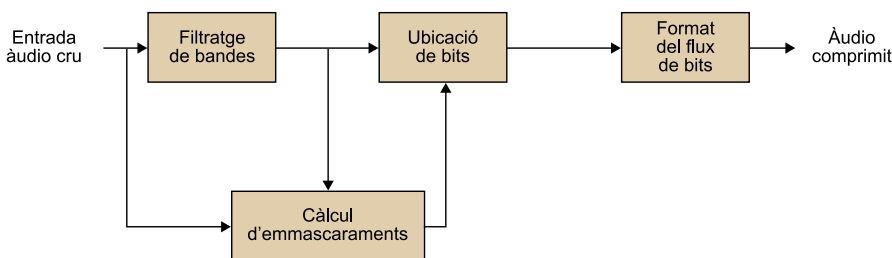 Entrada
àudio cru
Filtratge
de bandes
Ubicació
de bits
Format
del flux
de bits
Àudio
comprimit
Càlcul
d'emmascaraments